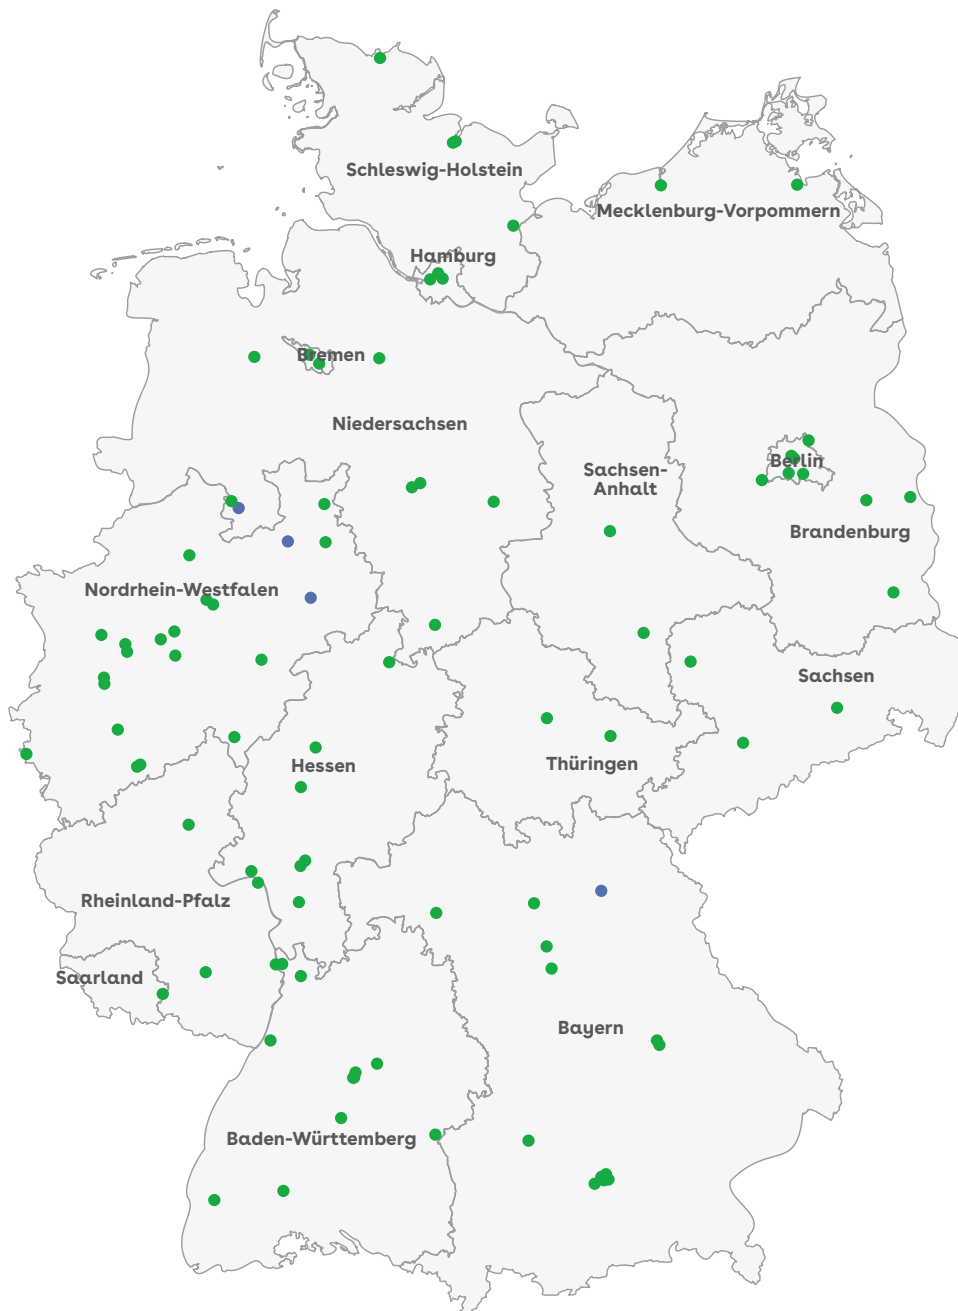 Schleswig-Holstein
Mecklenburg-Vorpommern
Hamburg
Bremen
Niedersachsen
Sachsen-
Anhalt
Berlin
Brandenburg
Nordrhein-Westfalen
Sachsen
Thüringen
Hessen
Rheinland-Pfalz
Saarland
Bayern
Baden-Württemberg